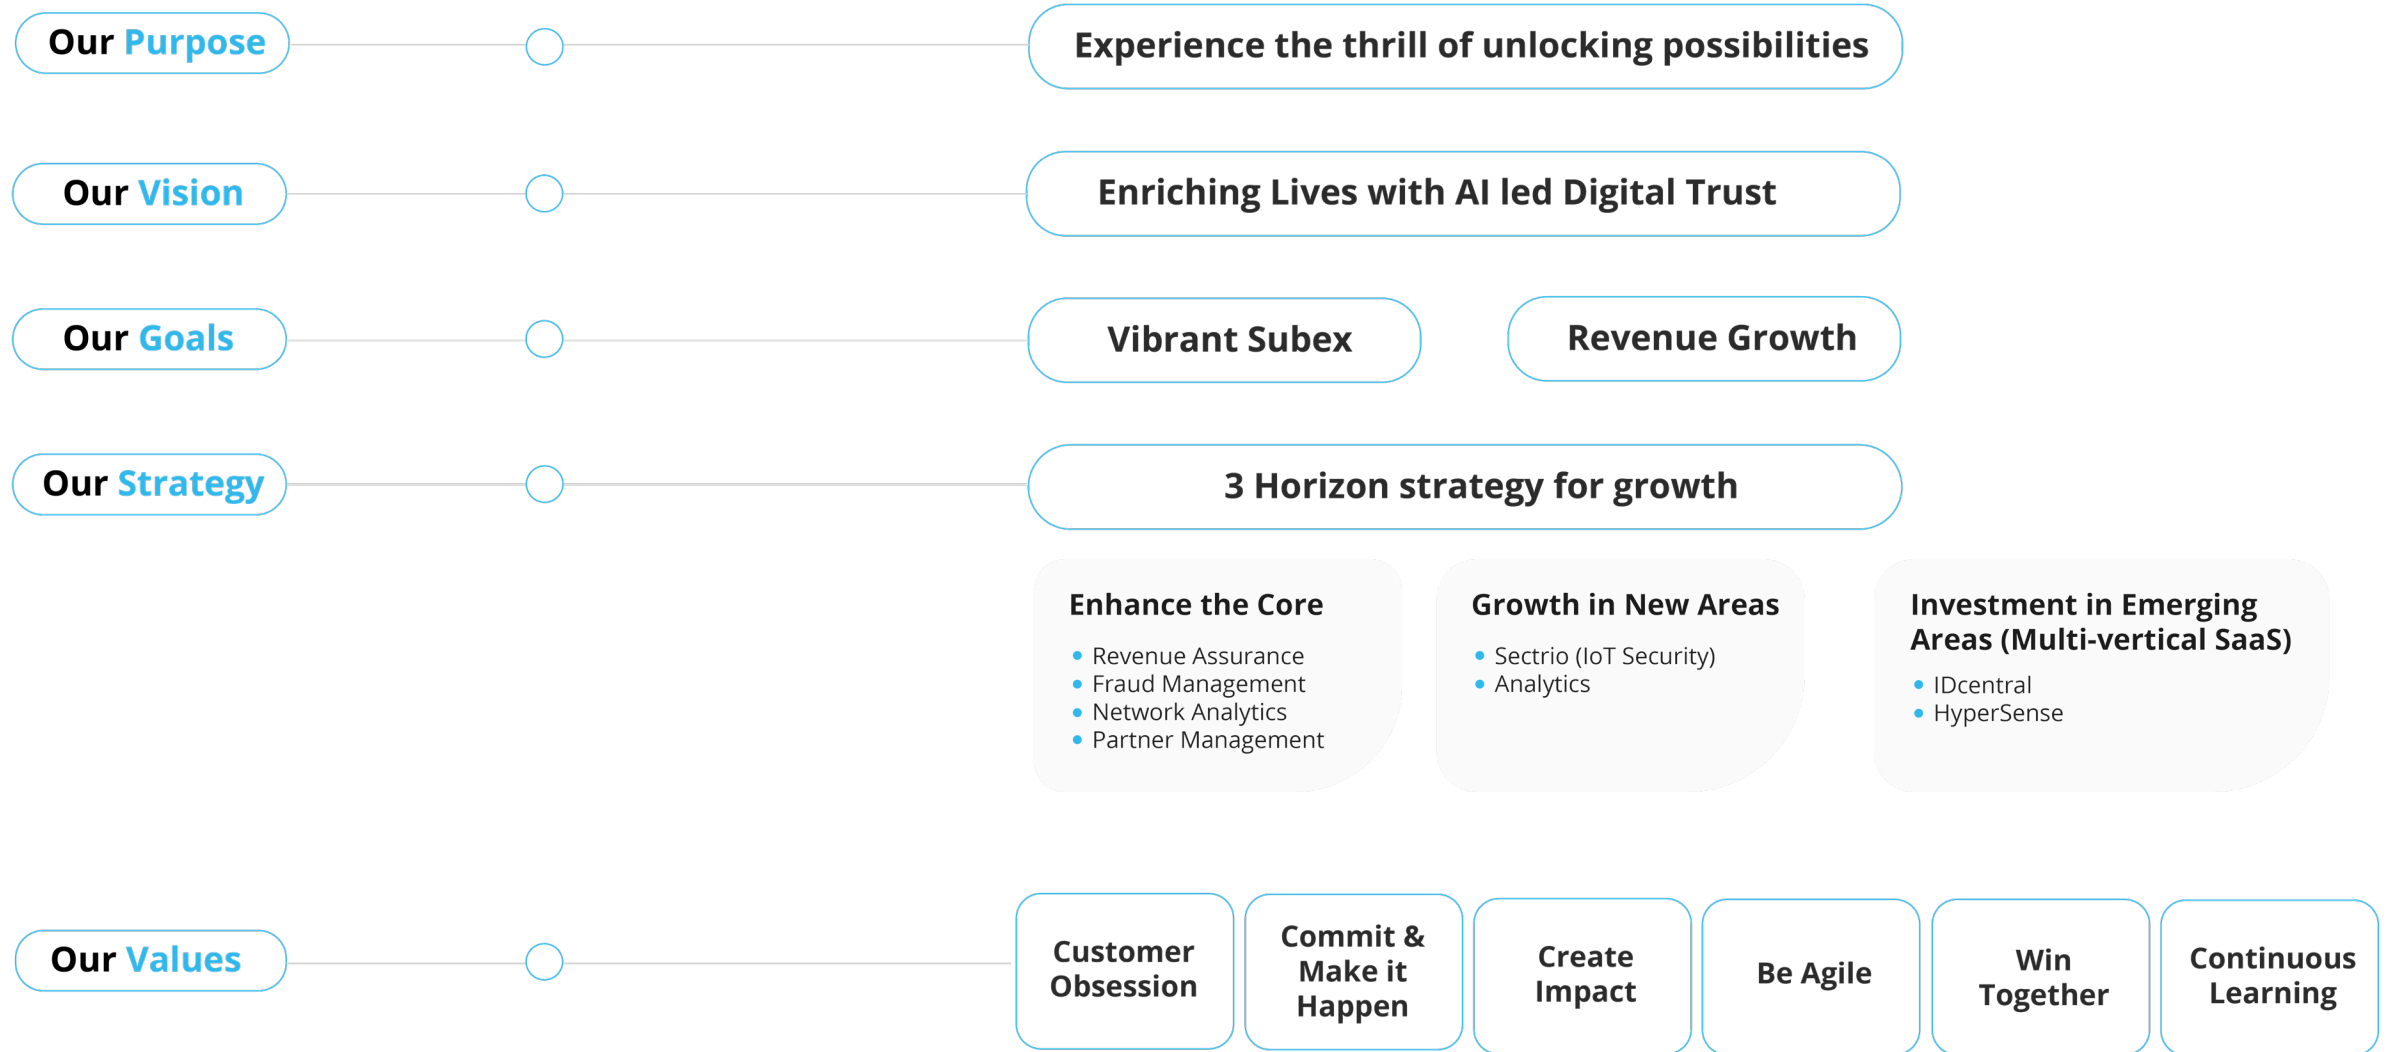 Our Purpose
Experience the thrill of unlocking possibilities
Our Vision
Enriching Lives with AI led Digital Trust
Our Goals
Vibrant Subex
Revenue Growth
Our Strategy
3 Horizon strategy for growth
Enhance the Core
Revenue Assurance
Fraud Management
Network Analytics
Partner Management
Growth in New Areas
Sectrio (IoT Security)
Analytics
Investment in Emerging
Areas (Multi-vertical SaaS)
IDcentral
HyperSense
Our Values
Customer
Obsession
Commit &
Make it
Happen
Create
Impact
Be Agile
Win
Together
Continuous
Learning